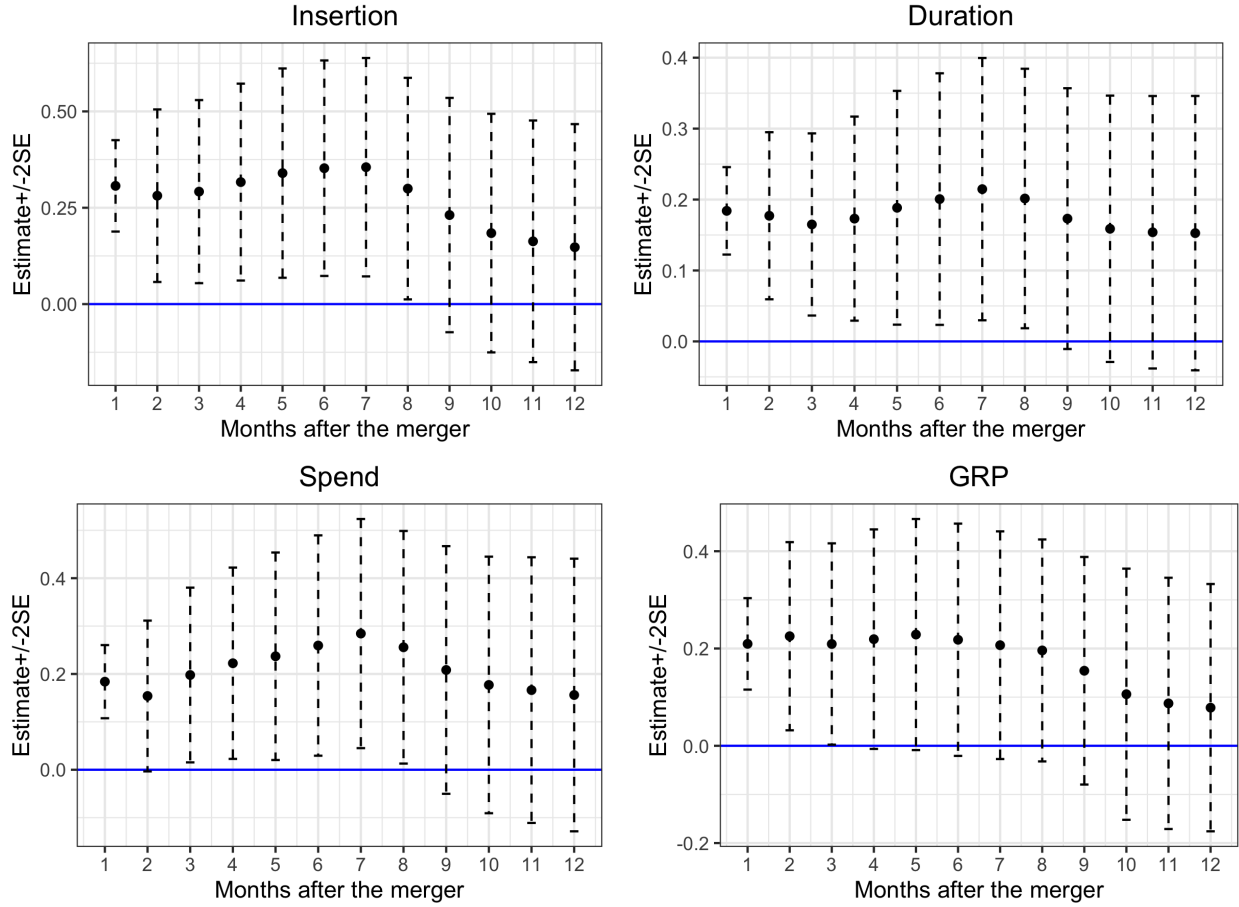 Insertion
Estimate+/-2SE
0.50
0.25
0.00
1 2 3 4 5 6 7 8 9 10 11 12
Months after the merger
Duration
Estimate+/-2SE
0.4
0.3
0.2
0.1
0.0
1 2 3 4 5 6 7 8 9 10 11 12
Months after the merger
Spend
Estimate+/-2SE
0.4
0.2
0.0
1 2 3 4 5 6 7 8 9 10 11 12
Months after the merger
GRP
Estimate+/-2SE
0.4
0.2
0.0
-0.2
1 2 3 4 5 6 7 8 9 10 11 12
Months after the merger